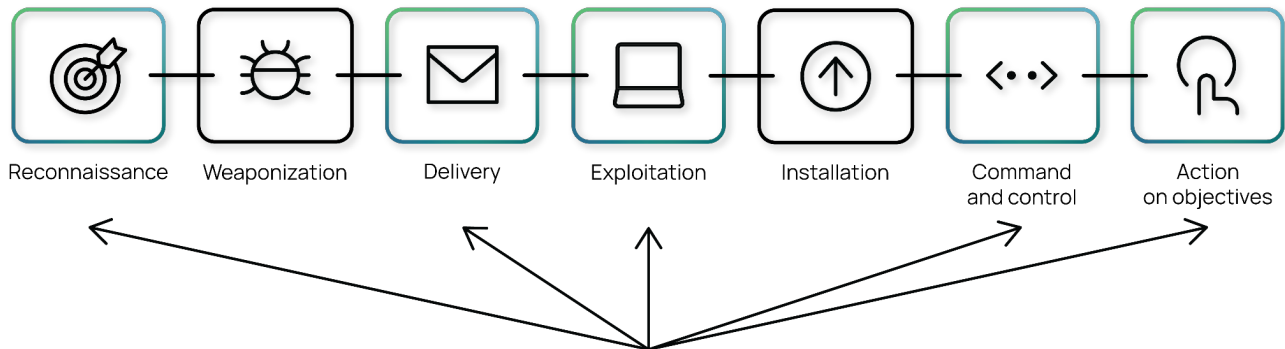 Reconnaissance
Weaponization
Delivery
Exploitation
Installation
Command
and control
Action
on objectives